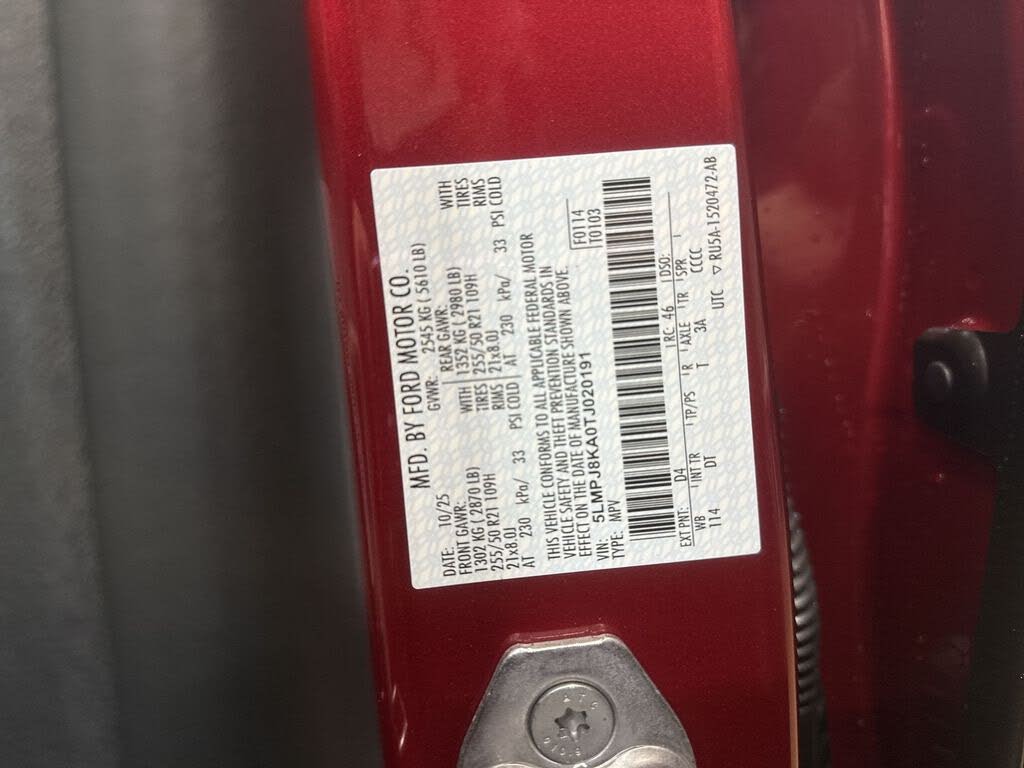 MFD. BY FORD MOTOR CO.
DATE: 10/25 GVWR: 2545 KG ( 5610 LB)
FRONT GAWR: REAR GAWR:
1302 KG ( 2870 LB) WITH 1352 KG ( 2980 LB) WITH
255/50 R21 109H TIRES 255/50 R21 109H TIRES
21x8.0J RIMS 21x8.0J RIMS
AT 230 kPa/ 33 PSI COLD AT 230 kPa/ 33 PSI COLD
THIS VEHICLE CONFORMS TO ALL APPLICABLE FEDERAL MOTOR
VEHICLE SAFETY AND THEFT PREVENTION STANDARDS IN
EFFECT ON THE DATE OF MANUFACTURE SHOWN ABOVE
VIN: 5LMPJ8KA0TJ020191 F0114
TYPE: MPV T0103
EXT PNT: D4 RC: 46 DSO:
WB INT TR TP/PS R AXLE TR SPR
114 DT T 3A CCCC
UTC ▽ RU5A-1520472-AB